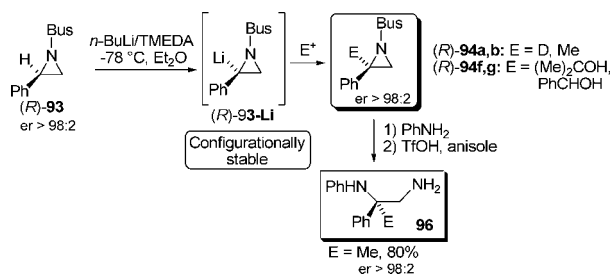 Bus
N
H
Ph
(R)-93
er > 98:2
n-BuLi/TMEDA
-78 °C, Et2O
Bus
N
Li
Ph
(R)-93-Li
Configurationally
stable
E+
Bus
N
E
Ph
er > 98:2
(R)-94a,b: E = D, Me
(R)-94f,g: E = (Me)2COH,
PhCHOH
1) PhNH2
2) TfOH, anisole
PhHN NH2
Ph E 96
E = Me, 80%
er > 98:2